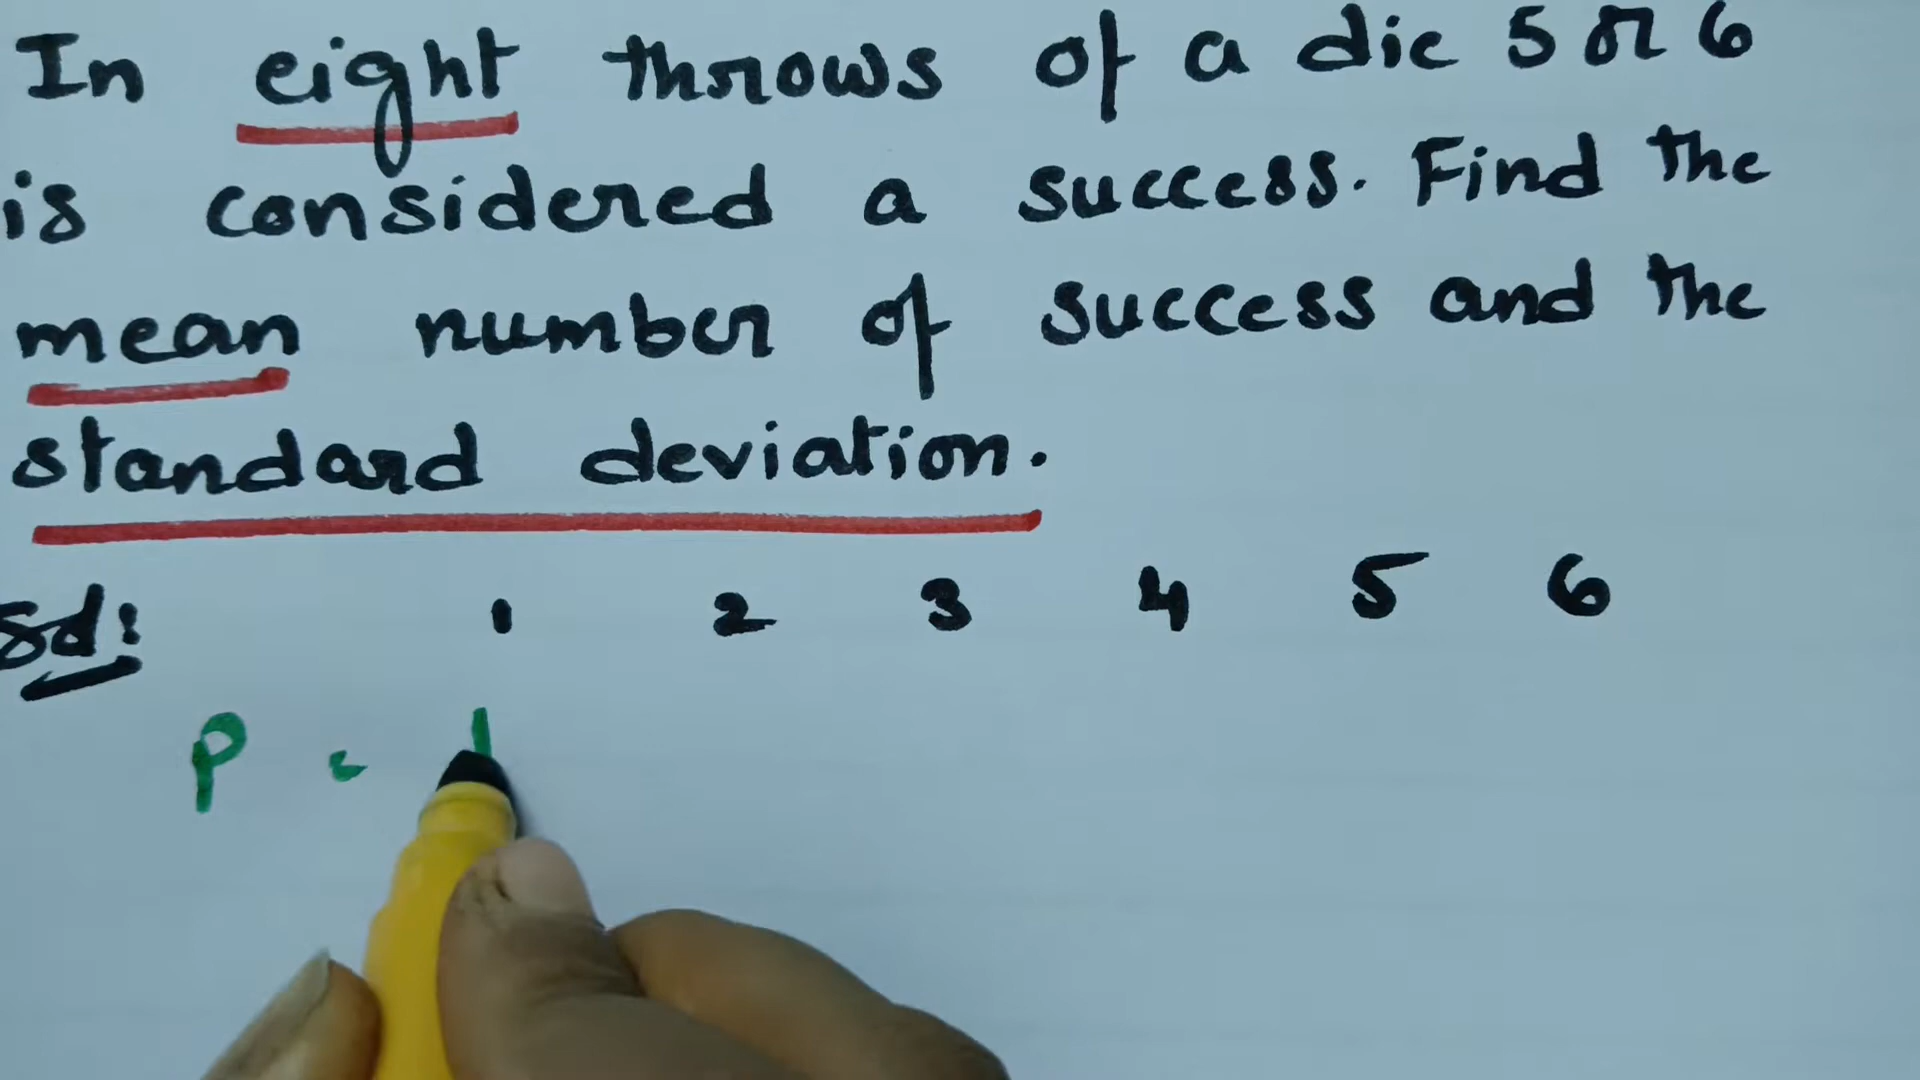 In eight throws of a die 5 or 6
is considered a success. Find the
mean number of success and the
standard deviation.
Sol: 1 2 3 4 5 6
P = 1